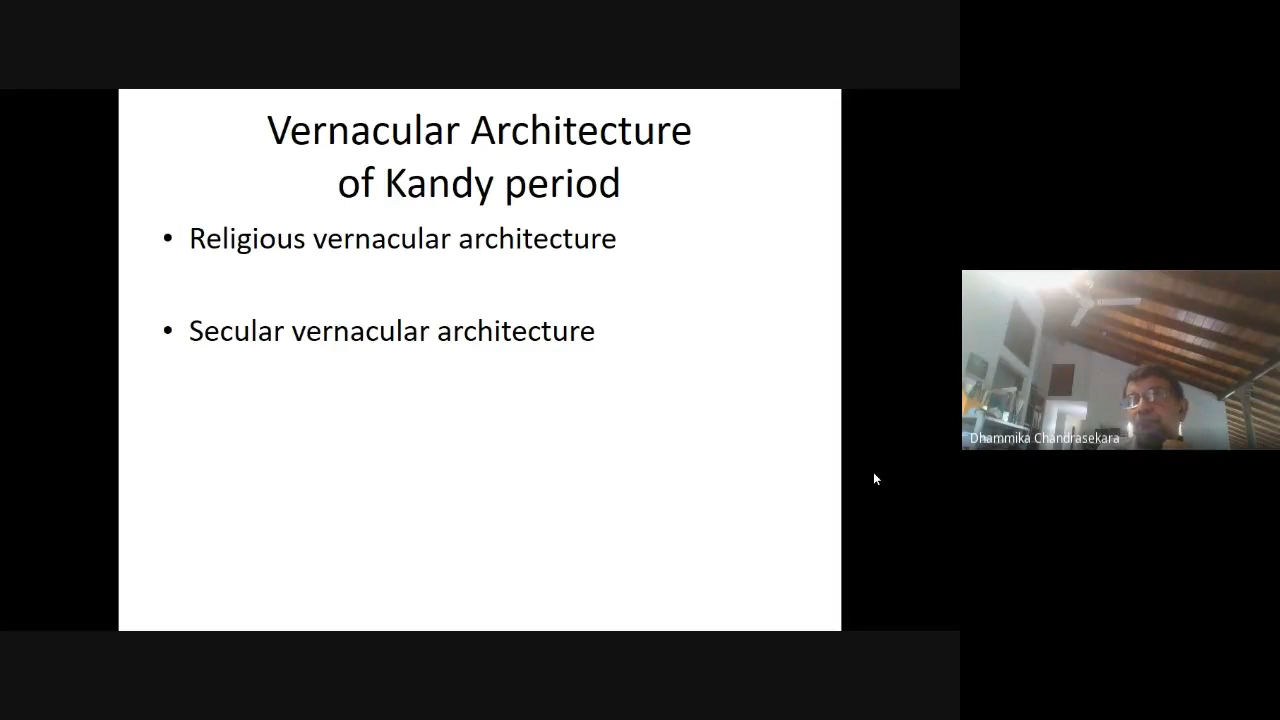 Vernacular Architecture
of Kandy period
• Religious vernacular architecture
• Secular vernacular architecture
Dhammika Chandrasekara